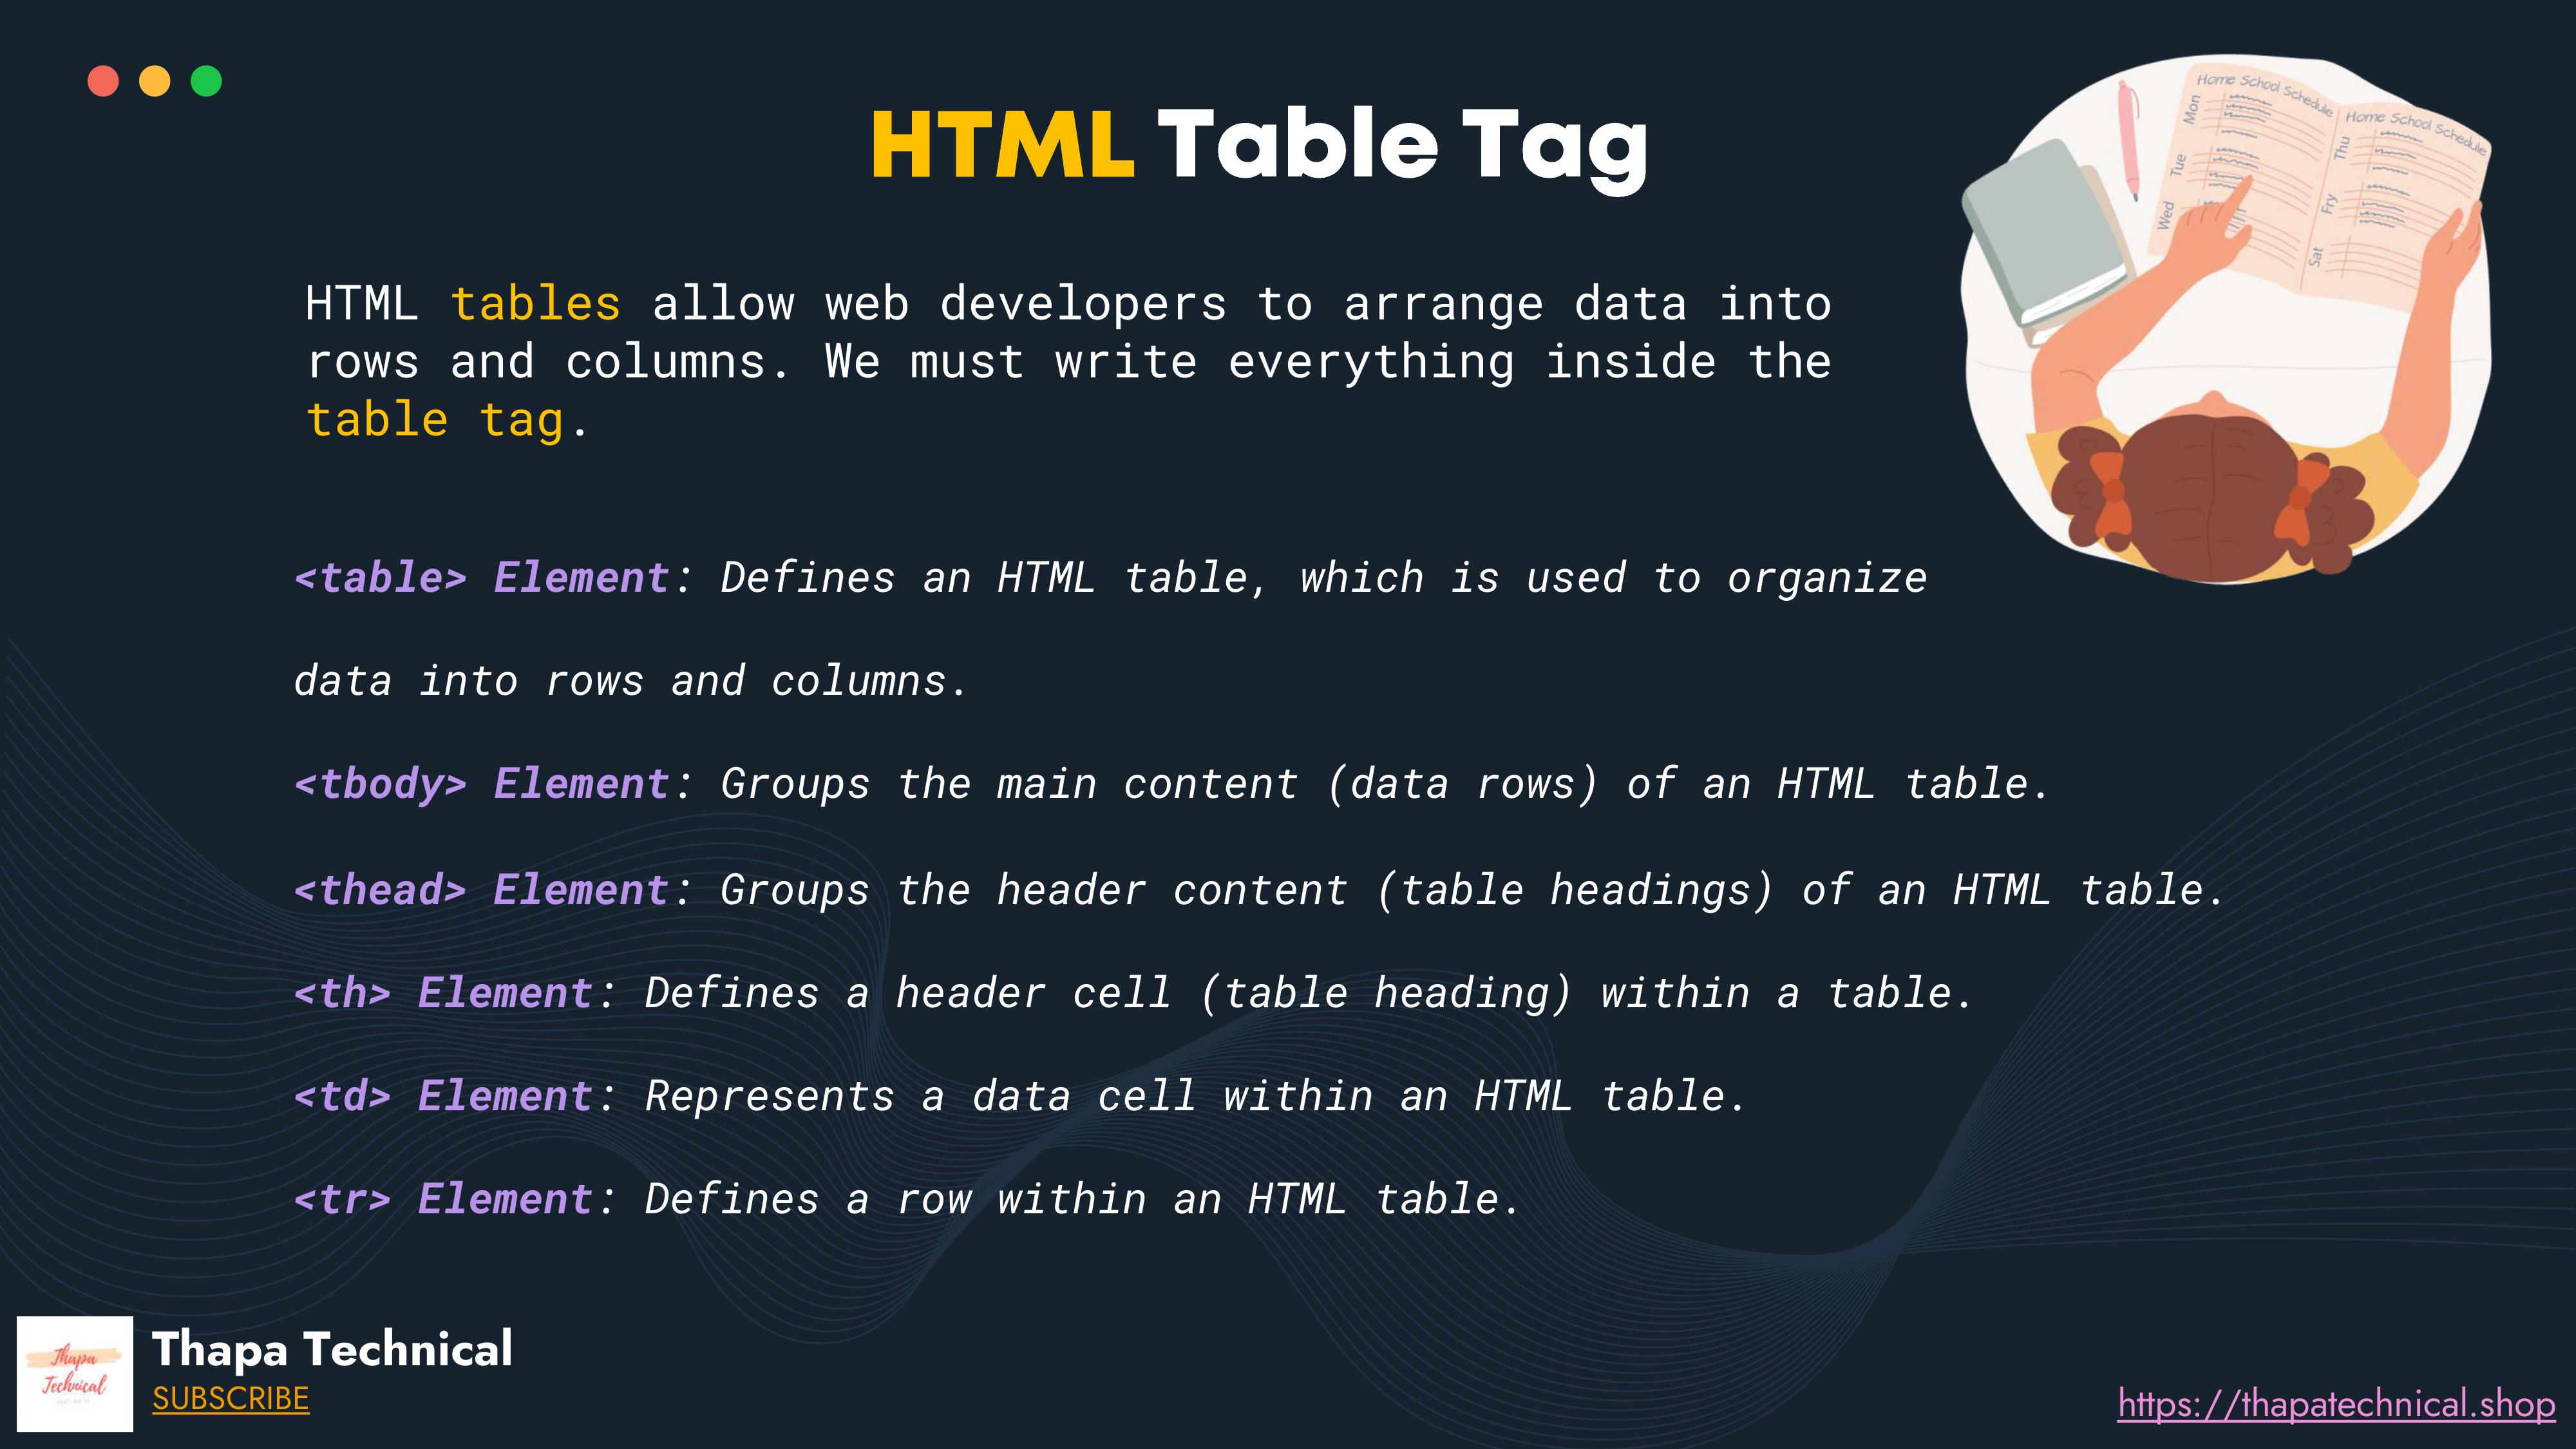 HTML Table Tag
Home School Schedule
Home School Schedule
Mon
Tue
Wed
Thu
Fry
Sat
HTML tables allow web developers to arrange data into
rows and columns. We must write everything inside the
table tag.
<table> Element: Defines an HTML table, which is used to organize
data into rows and columns.
<tbody> Element: Groups the main content (data rows) of an HTML table.
<thead> Element: Groups the header content (table headings) of an HTML table.
<th> Element: Defines a header cell (table heading) within a table.
<td> Element: Represents a data cell within an HTML table.
<tr> Element: Defines a row within an HTML table.
Thapa
Technical
Thapa Technical
SUBSCRIBE
https://thapatechnical.shop